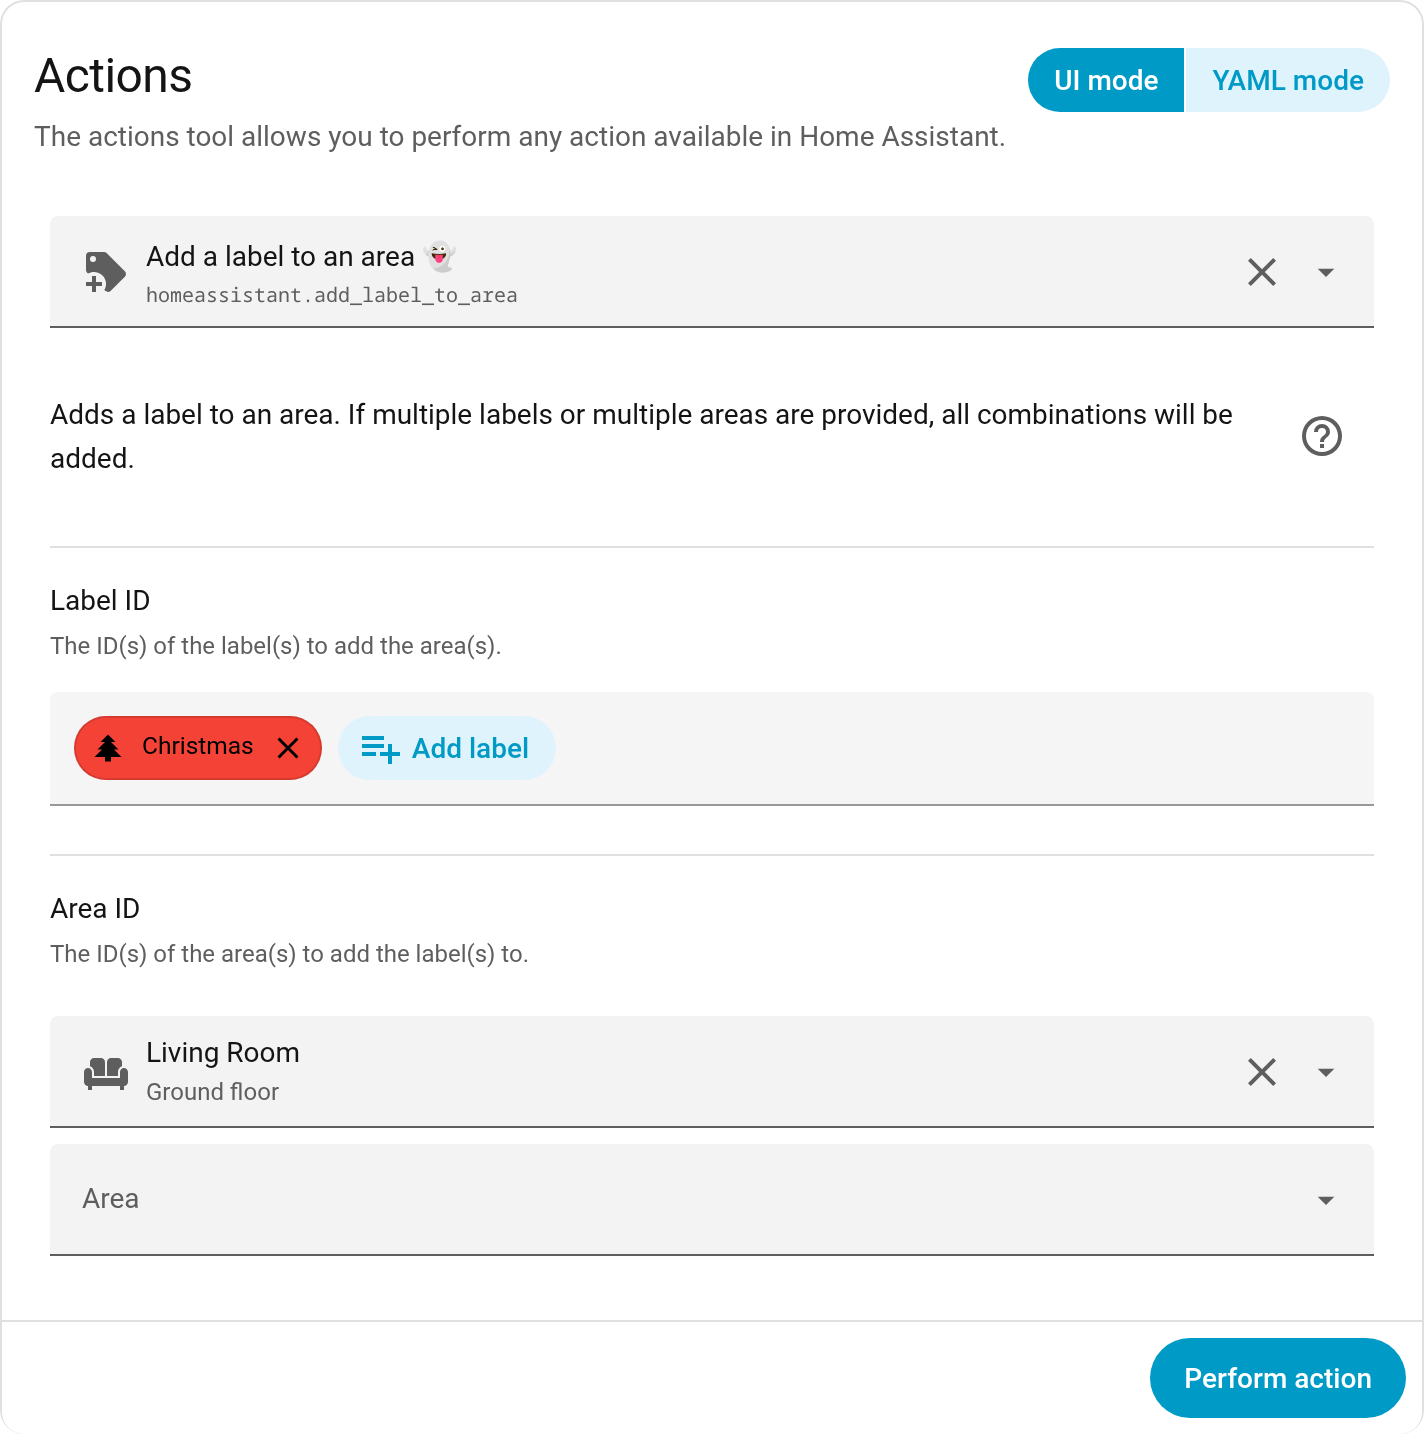 Actions
UI mode
YAML mode
The actions tool allows you to perform any action available in Home Assistant.
Add a label to an area 👻
homeassistant.add_label_to_area
Adds a label to an area. If multiple labels or multiple areas are provided, all combinations will be
added.
Label ID
The ID(s) of the label(s) to add the area(s).
Christmas
Add label
Area ID
The ID(s) of the area(s) to add the label(s) to.
Living Room
Ground floor
Area
Perform action